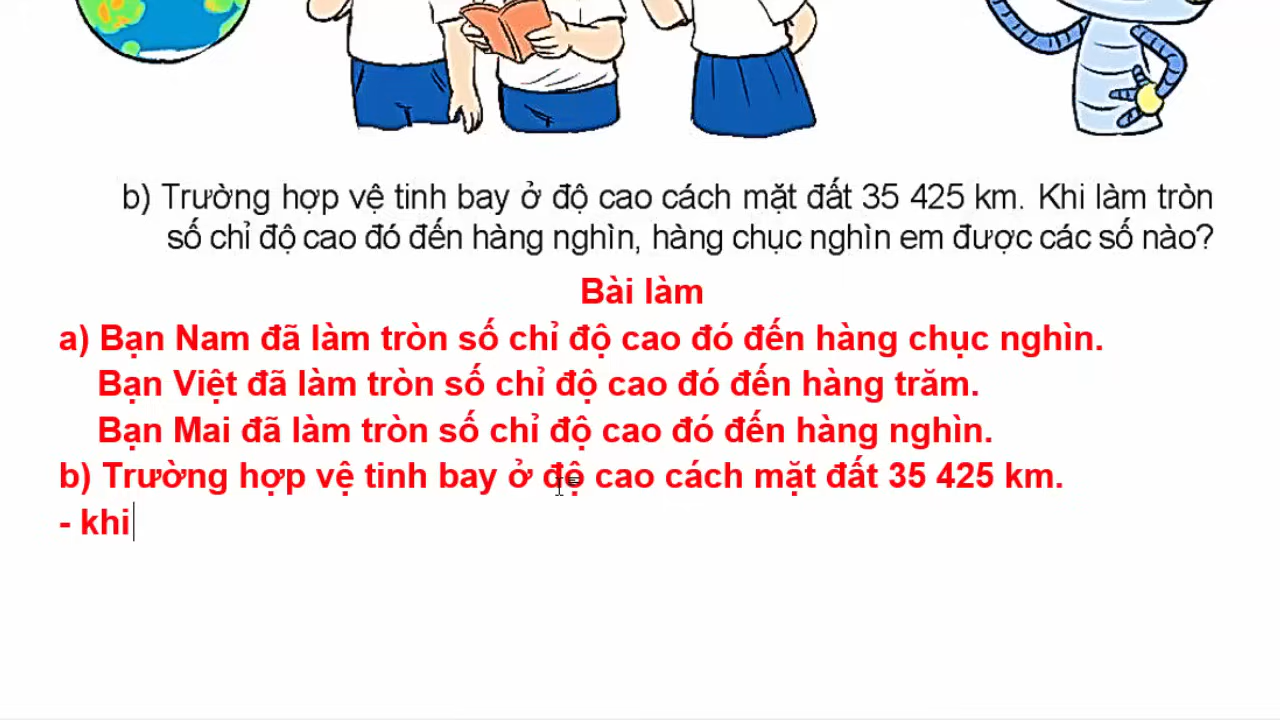 b) Trường hợp vệ tinh bay ở độ cao cách mặt đất 35 425 km. Khi làm tròn
số chỉ độ cao đó đến hàng nghìn, hàng chục nghìn em được các số nào?
Bài làm
a) Bạn Nam đã làm tròn số chỉ độ cao đó đến hàng chục nghìn.
Bạn Việt đã làm tròn số chỉ độ cao đó đến hàng trăm.
Bạn Mai đã làm tròn số chỉ độ cao đó đến hàng nghìn.
b) Trường hợp vệ tinh bay ở độ cao cách mặt đất 35 425 km.
- khi